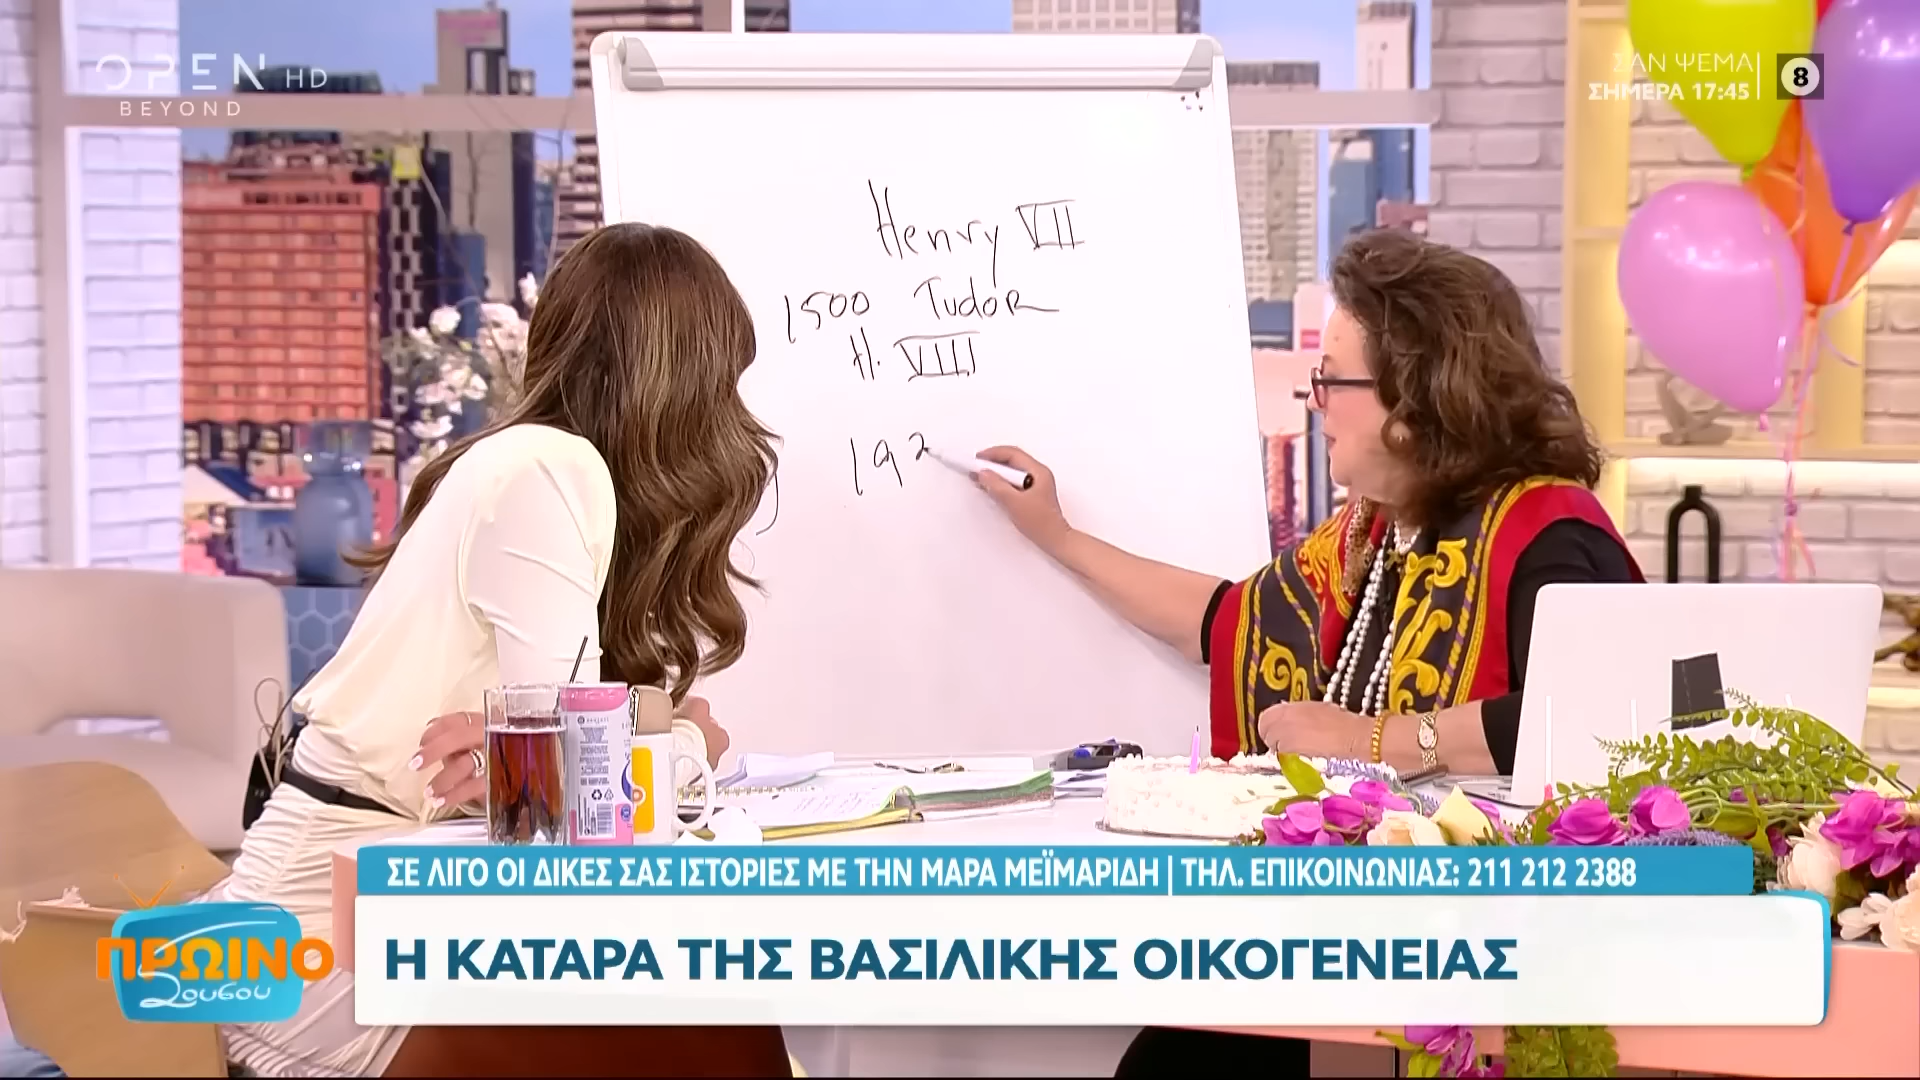 OPEN HD
BEYOND
ΣΑΝ ΨΕΜΑ
ΣΗΜΕΡΑ 17:45
8
Henry VII
1500 Tudor
H. VIII
192
ΣΕ ΛΙΓΟ ΟΙ ΔΙΚΕΣ ΣΑΣ ΙΣΤΟΡΙΕΣ ΜΕ ΤΗΝ ΜΑΡΑ ΜΕΪΜΑΡΙΔΗ | ΤΗΛ. ΕΠΙΚΟΙΝΩΝΙΑΣ: 211 212 2388
ΠΡΩΙΝΟ
Σουσου
Η ΚΑΤΑΡΑ ΤΗΣ ΒΑΣΙΛΙΚΗΣ ΟΙΚΟΓΕΝΕΙΑΣ